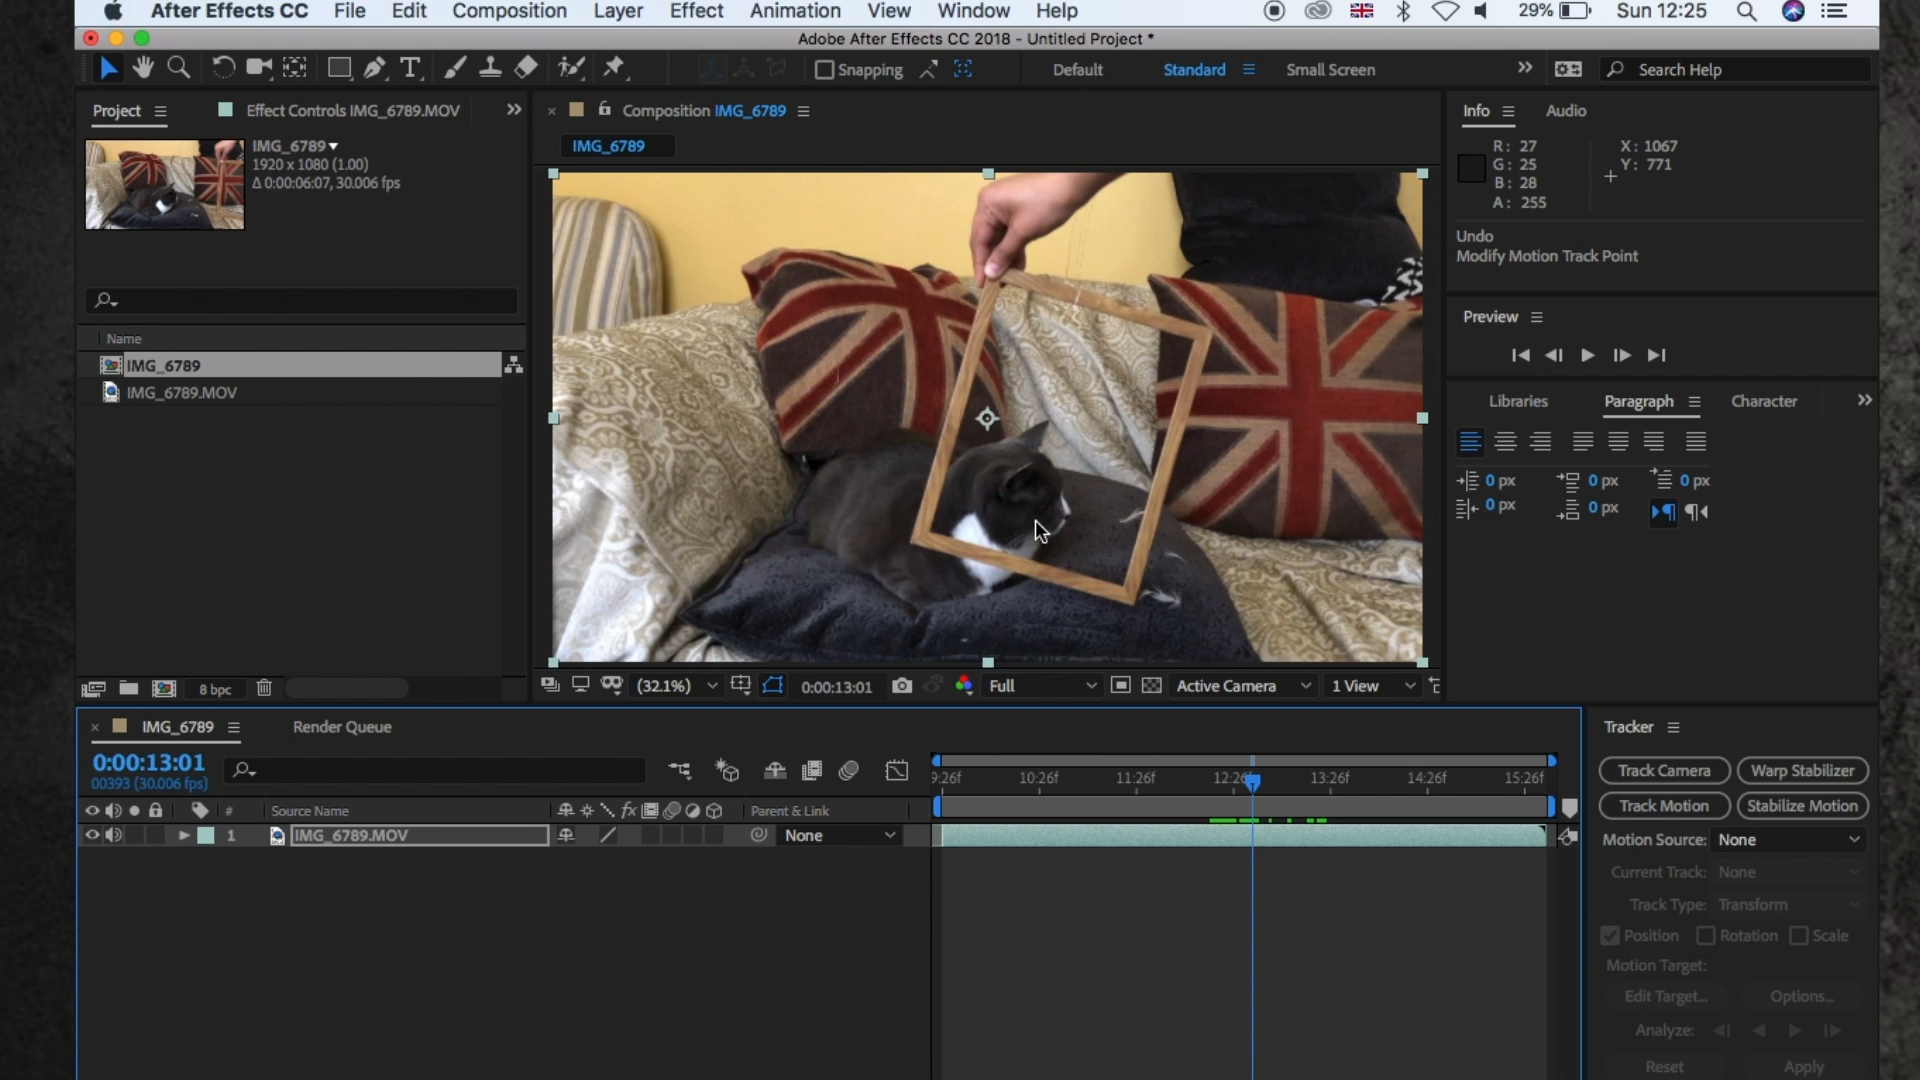 After Effects CC File Edit Composition Layer Effect Animation View Window Help 29% Sun 12:25
Adobe After Effects CC 2018 - Untitled Project *
Snapping Default Standard Small Screen Search Help
Project Effect Controls IMG_6789.MOV Composition IMG_6789 Info Audio
IMG_6789
1920 x 1080 (1.00)
Δ 0:00:06:07, 30.006 fps
IMG_6789
R: 27 X: 1067
G: 25 Y: 771
B: 28
A: 255
Undo
Modify Motion Track Point
Preview
Name
IMG_6789
IMG_6789.MOV
Libraries Paragraph Character
0 px 0 px 0 px
0 px 0 px
8 bpc (32.1%) 0:00:13:01 Full Active Camera 1 View
IMG_6789 Render Queue
0:00:13:01
00393 (30.006 fps)
9:26f 10:26f 11:26f 12:26f 13:26f 14:26f 15:26f
# Source Name fx Parent & Link
1 IMG_6789.MOV None
Tracker
Track Camera Warp Stabilizer
Track Motion Stabilize Motion
Motion Source: None
Current Track: None
Track Type: Transform
Position Rotation Scale
Motion Target:
Edit Target... Options...
Analyze:
Reset Apply